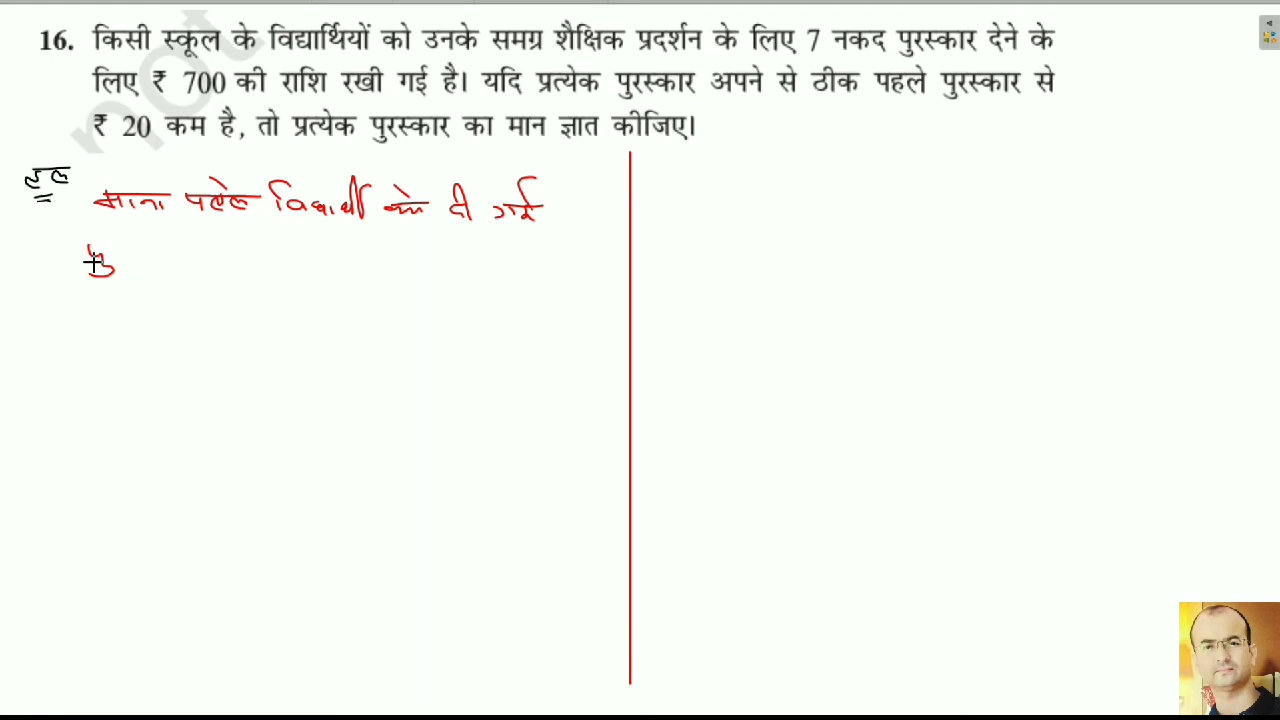 16. किसी स्कूल के विद्यार्थियों को उनके समग्र शैक्षिक प्रदर्शन के लिए 7 नकद पुरस्कार देने के
लिए ₹ 700 की राशि रखी गई है। यदि प्रत्येक पुरस्कार अपने से ठीक पहले पुरस्कार से
₹ 20 कम है, तो प्रत्येक पुरस्कार का मान ज्ञात कीजिए।
हल
माना पहले विद्यार्थी को दी गई
पु
not